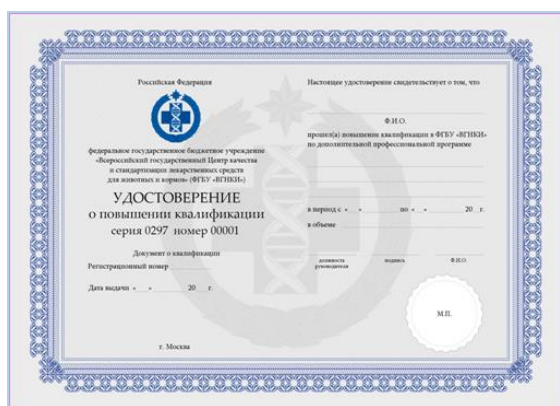 Российская Федерация
федеральное государственное бюджетное учреждение
«Всероссийский государственный Центр качества
и стандартизации лекарственных средств
для животных и кормов» (ФГБУ «ВГНКИ»)
УДОСТОВЕРЕНИЕ
о повышении квалификации
серия 0297 номер 00001
Документ о квалификации
Регистрационный номер
Дата выдачи « » 20 г.
г. Москва
Настоящее удостоверение свидетельствует о том, что
Ф.И.О.
прошел(а) повышение квалификации в ФГБУ «ВГНКИ»
по дополнительной профессиональной программе
в период с « » по « » 20 г.
в объеме
должность руководителя подпись Ф.И.О.
М.П.